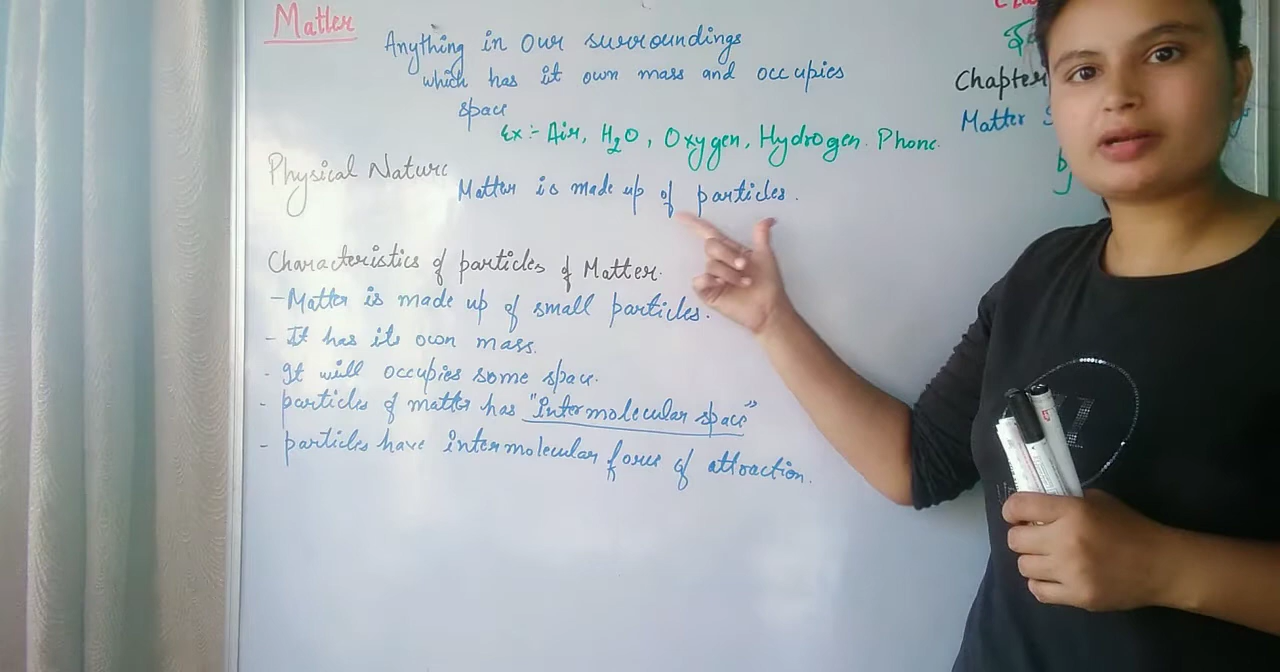 Matter
Anything in our surroundings
which has it own mass and occupies
space
Ex :- Air, H2O, Oxygen, Hydrogen. Phone.
Chapter
Matter
Physical Nature
Matter is made up of particles.
Characteristics of particles of Matter.
- Matter is made up of small particles.
- It has its own mass.
- It will occupies some space.
- particles of matter has "Intermolecular space"
- particles have intermolecular force of attraction.